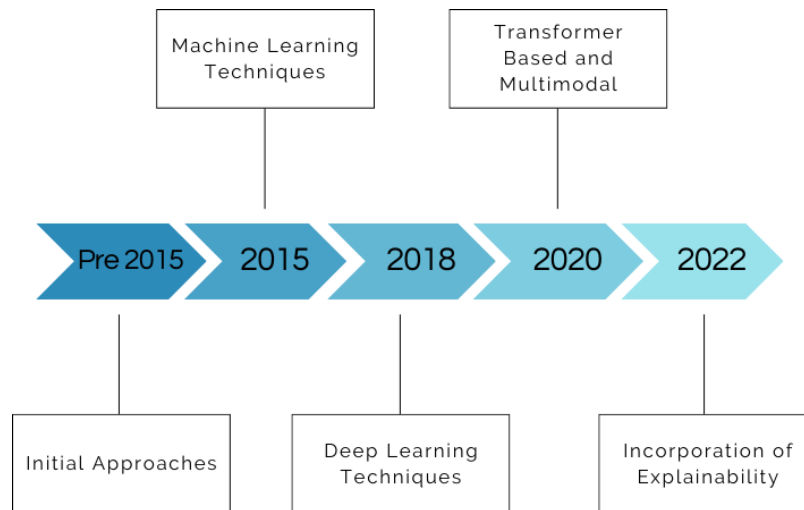 Machine Learning
Techniques
Transformer
Based and
Multimodal
Pre 2015
2015
2018
2020
2022
Initial Approaches
Deep Learning
Techniques
Incorporation of
Explainability